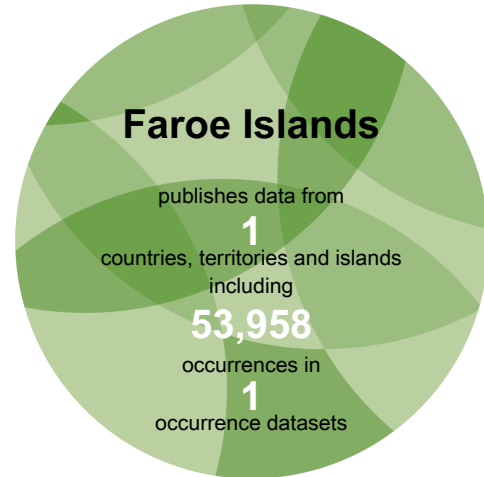 Faroe Islands
publishes data from
1
countries, territories and islands
including
53,958
occurrences in
1
occurrence datasets